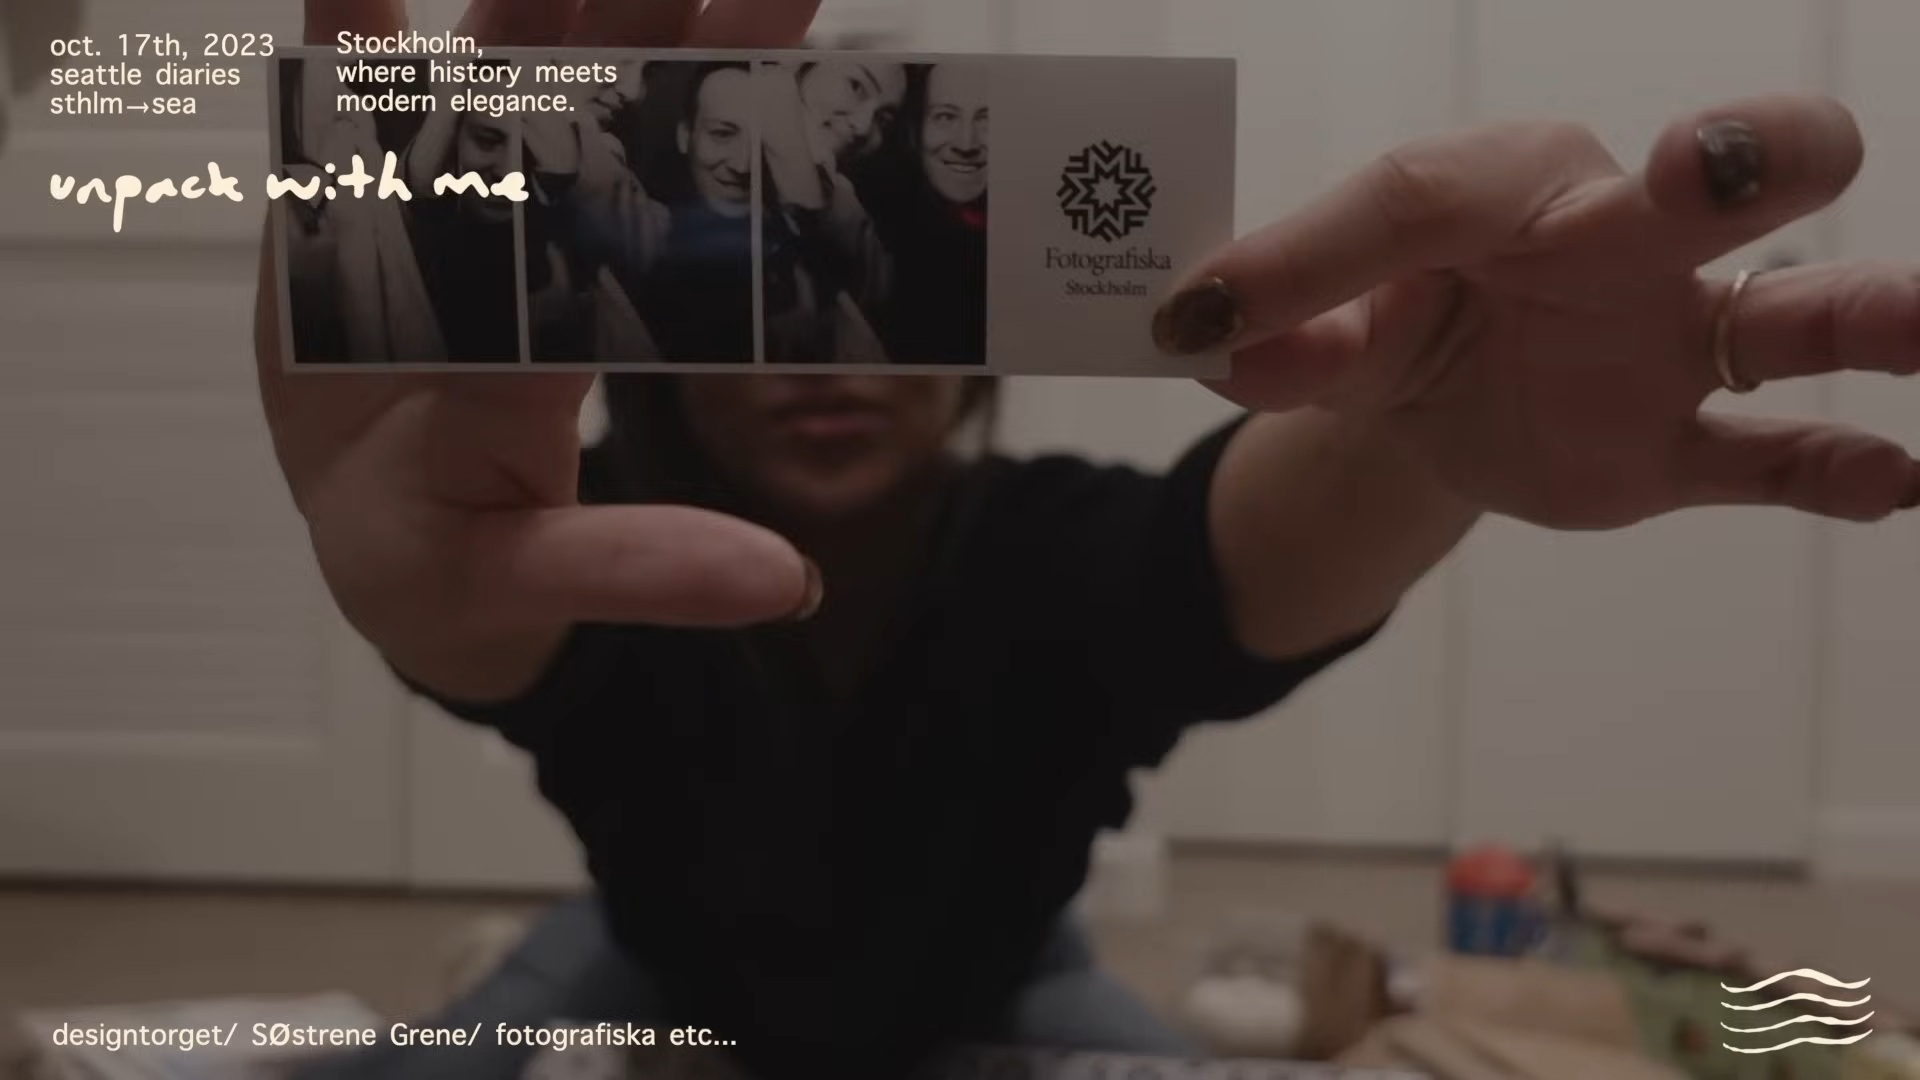 oct. 17th, 2023
seattle diaries
sthlm→sea
Stockholm,
where history meets
modern elegance.
unpack with me
Fotografiska
Stockholm
designtorget/ SØstrene Grene/ fotografiska etc...